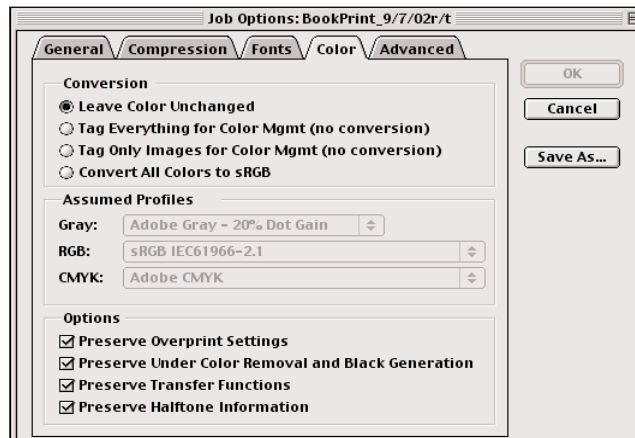 Job Options: BookPrint_9/7/02r/t
General Compression Fonts Color Advanced
Conversion
Leave Color Unchanged
Tag Everything for Color Mgmt (no conversion)
Tag Only Images for Color Mgmt (no conversion)
Convert All Colors to sRGB
Assumed Profiles
Gray: Adobe Gray - 20% Dot Gain
RGB: sRGB IEC61966-2.1
CMYK: Adobe CMYK
Options
Preserve Overprint Settings
Preserve Under Color Removal and Black Generation
Preserve Transfer Functions
Preserve Halftone Information
OK
Cancel
Save As...